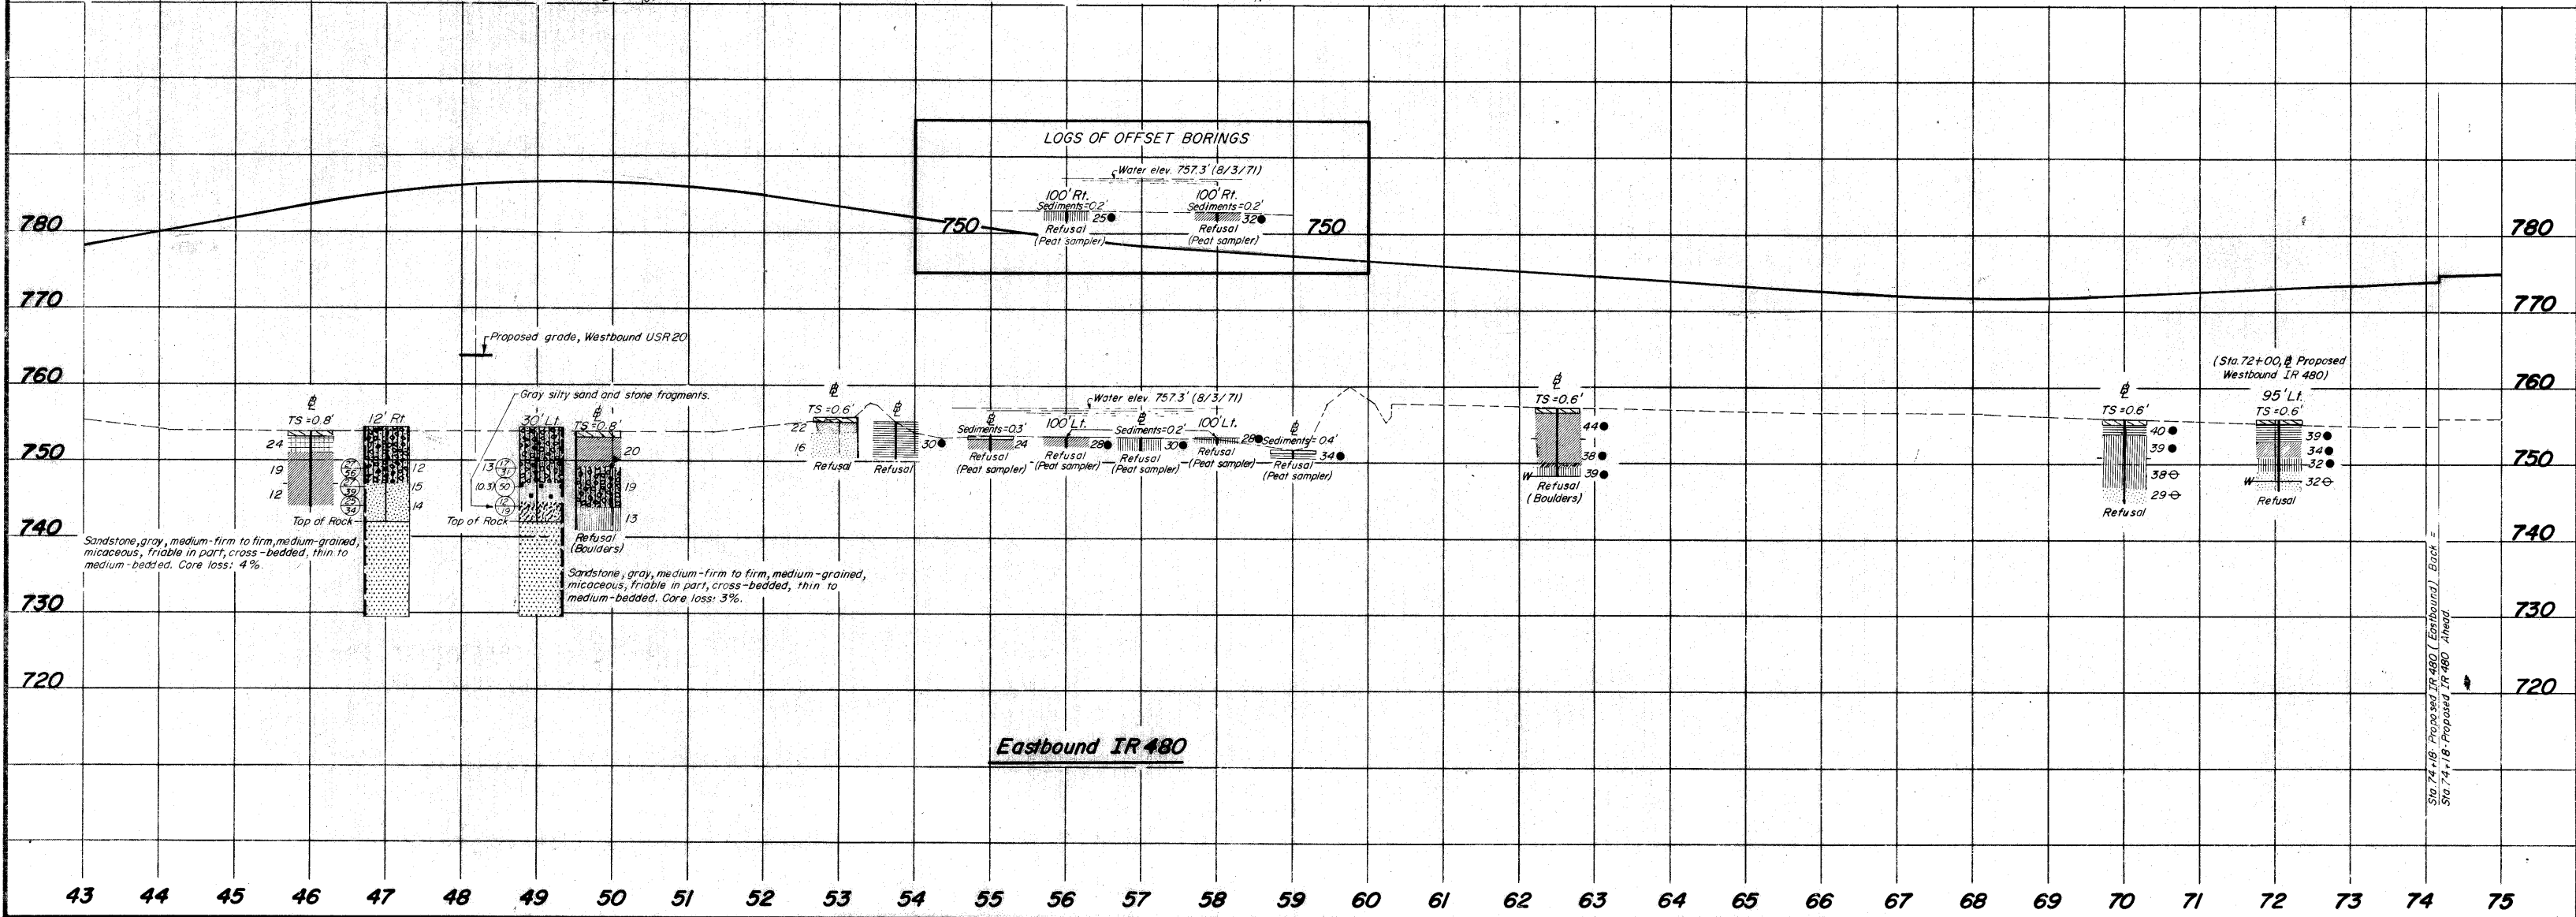 LOGS OF OFFSET BORINGS
Water elev. 757.3' (8/3/71)
100' Rt.
Sediments=0.2'
25
Refusal
(Peat sampler)
100' Rt.
Sediments=0.2'
32
Refusal
(Peat sampler)
750
750
780
780
770
770
760
760
750
750
740
740
730
730
720
720
Proposed grade, Westbound USR 20
Gray silty sand and stone fragments.
TS=0.8'
24
19
12
12' Rt.
12
15
14
Top of Rock
Sandstone, gray, medium-firm to firm, medium-grained,
micaceous, friable in part, cross-bedded, thin to
medium-bedded. Core loss: 4%.
30' Lt.
13
(0.3) 50
Top of Rock
TS=0.8'
20
19
13
Refusal
(Boulders)
Sandstone, gray, medium-firm to firm, medium-grained,
micaceous, friable in part, cross-bedded, thin to
medium-bedded. Core loss: 3%.
TS=0.6'
22
16
Refusal
30
Refusal
Water elev. 757.3' (8/3/71)
Sediments=0.3'
24
Refusal
(Peat sampler)
100' Lt.
28
Refusal
(Peat sampler)
Sediments=0.2'
30
Refusal
(Peat sampler)
100' Lt.
28
Refusal
(Peat sampler)
Sediments=0.4'
34
Refusal
(Peat sampler)
TS=0.6'
44
38
W
39
Refusal
(Boulders)
TS=0.6'
40
39
38
29
Refusal
(Sta. 72+00, ℄ Proposed
Westbound IR 480)
95' Lt.
TS=0.6'
39
34
32
W
32
Refusal
Sta. 74+18- Proposed IR 480 (Eastbound) Back =
Sta. 74+18- Proposed IR 480 Ahead.
Eastbound IR 480
43 44 45 46 47 48 49 50 51 52 53 54 55 56 57 58 59 60 61 62 63 64 65 66 67 68 69 70 71 72 73 74 75